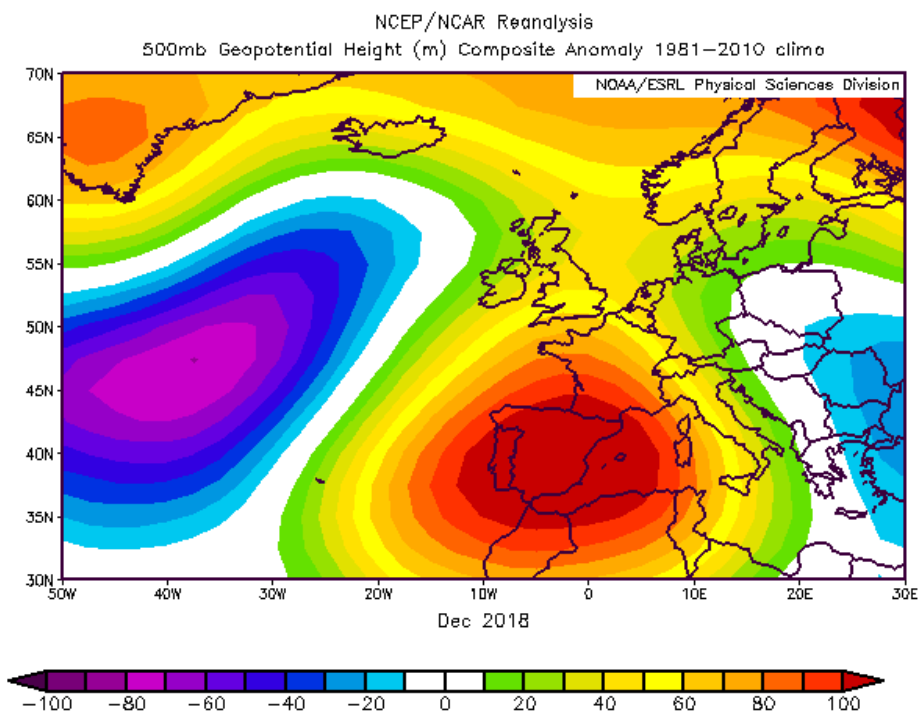 NCEP/NCAR Reanalysis
500mb Geopotential Height (m) Composite Anomaly 1981-2010 climo
NOAA/ESRL Physical Sciences Division
70N
65N
60N
55N
50N
45N
40N
35N
30N
50W 40W 30W 20W 10W 0 10E 20E 30E
Dec 2018
-100 -80 -60 -40 -20 0 20 40 60 80 100